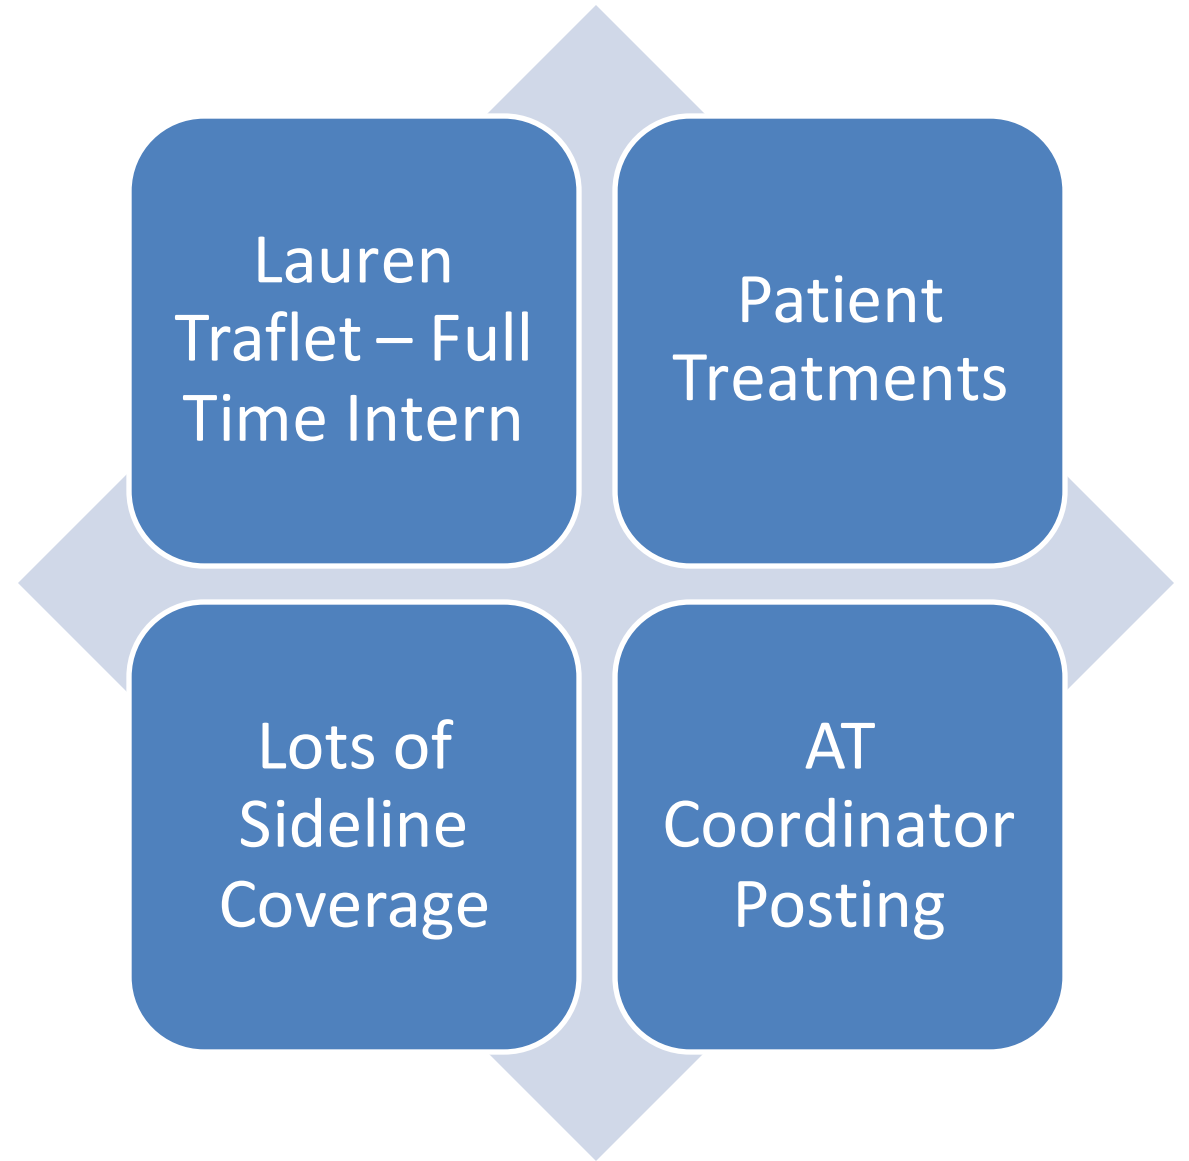 Lauren
Traflet – Full
Time Intern
Patient
Treatments
Lots of
Sideline
Coverage
AT
Coordinator
Posting